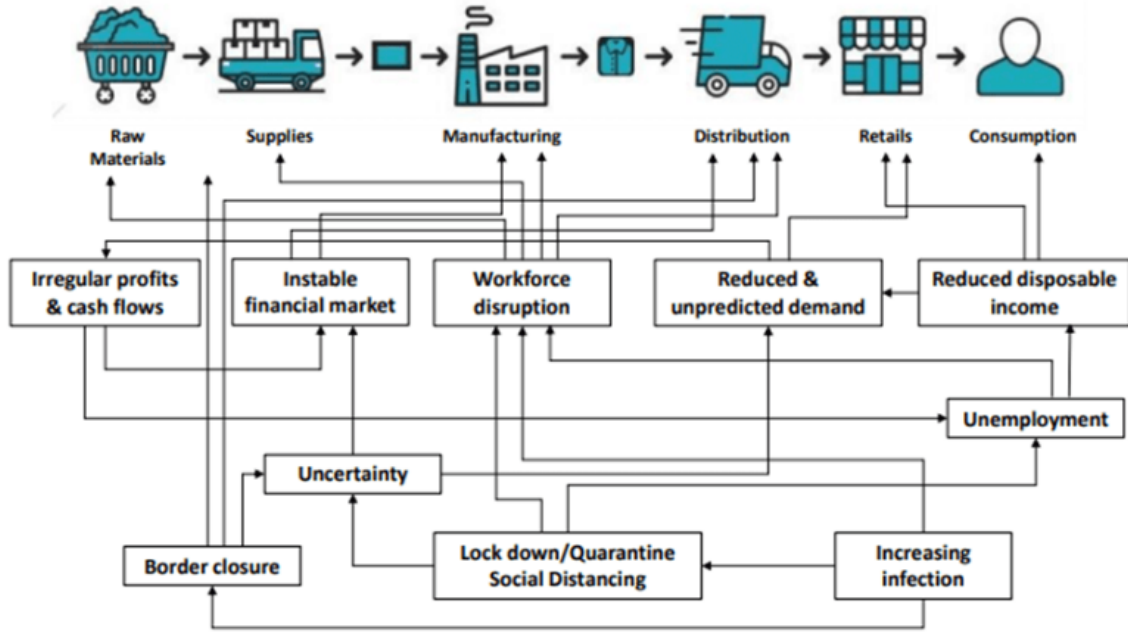 Raw
Materials
Supplies
Manufacturing
Distribution
Retails
Consumption
Irregular profits
& cash flows
Instable
financial market
Workforce
disruption
Reduced &
unpredicted demand
Reduced disposable
income
Unemployment
Uncertainty
Border closure
Lock down/Quarantine
Social Distancing
Increasing
infection